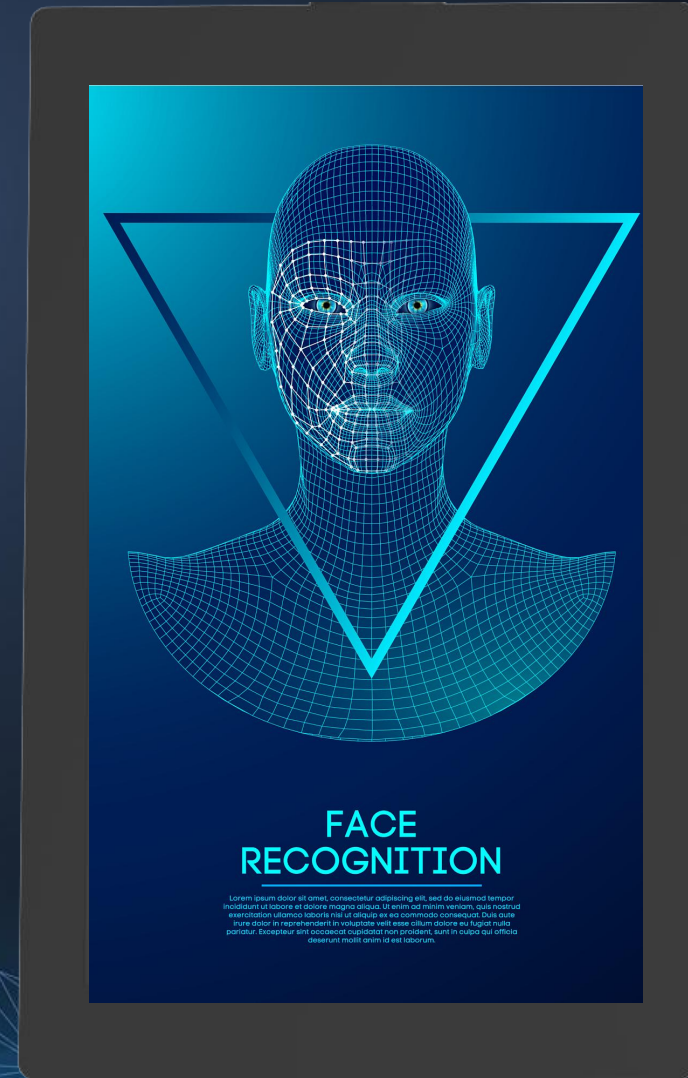 FACE
RECOGNITION
Lorem ipsum dolor sit amet, consectetur adipiscing elit, sed do eiusmod tempor
incididunt ut labore et dolore magna aliqua. Ut enim ad minim veniam, quis nostrud
exercitation ullamco laboris nisi ut aliquip ex ea commodo consequat. Duis aute
irure dolor in reprehenderit in voluptate velit esse cillum dolore eu fugiat nulla
pariatur. Excepteur sint occaecat cupidatat non proident, sunt in culpa qui officia
deserunt mollit anim id est laborum.